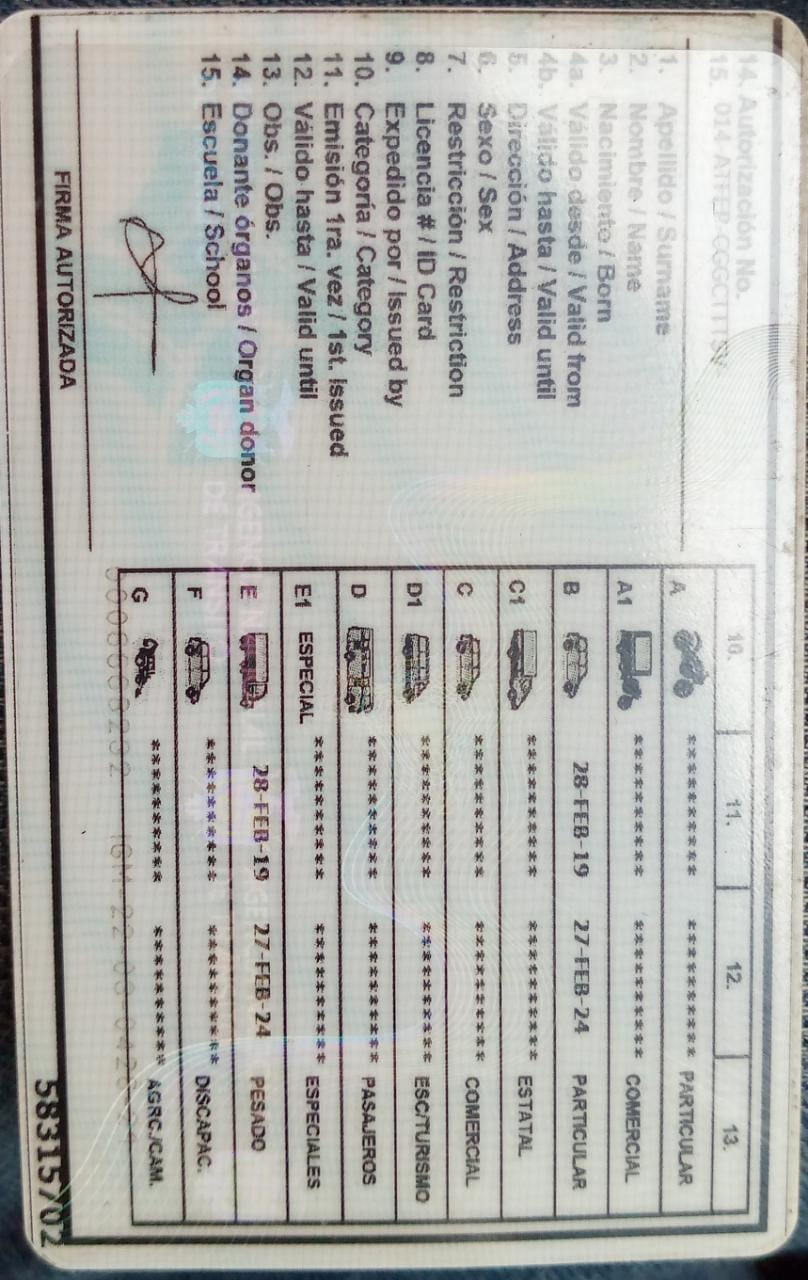 14. Autorización No.
1. Apellido / Surname
2. Nombre / Name
3. Nacimiento / Born
4a. Válido desde / Valid from
4b. Válido hasta / Valid until
5. Dirección / Address
6. Sexo / Sex
7. Restricción / Restriction
8. Licencia # / ID Card
9. Expedido por / Issued by
10. Categoría / Category
11. Emisión 1ra. vez / 1st. Issued
12. Válido hasta / Valid until
13. Obs. / Obs.
14. Donante órganos / Organ donor
15. Escuela / School
FIRMA AUTORIZADA
10. 11. 12. 13.
A *********** *********** PARTICULAR
A1 *********** *********** COMERCIAL
B 28-FEB-19 27-FEB-24 PARTICULAR
C1 *********** *********** ESTATAL
C *********** *********** COMERCIAL
D1 *********** *********** ESC/TURISMO
D *********** *********** PASAJEROS
E1 ESPECIAL *********** *********** ESPECIALES
E 28-FEB-19 27-FEB-24 PESADO
F *********** *********** DISCAPAC.
G *********** *********** AGRC./CAM.
58315702